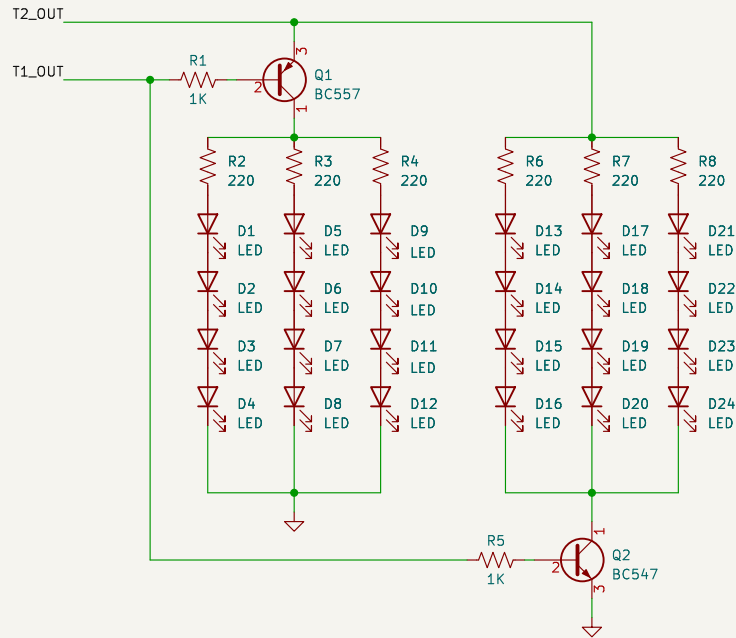 T2_OUT
T1_OUT
R1
1K
2
3
1
Q1
BC557
R2
220
R3
220
R4
220
R6
220
R7
220
R8
220
D1
LED
D5
LED
D9
LED
D13
LED
D17
LED
D21
LED
D2
LED
D6
LED
D10
LED
D14
LED
D18
LED
D22
LED
D3
LED
D7
LED
D11
LED
D15
LED
D19
LED
D23
LED
D4
LED
D8
LED
D12
LED
D16
LED
D20
LED
D24
LED
R5
1K
2
1
3
Q2
BC547